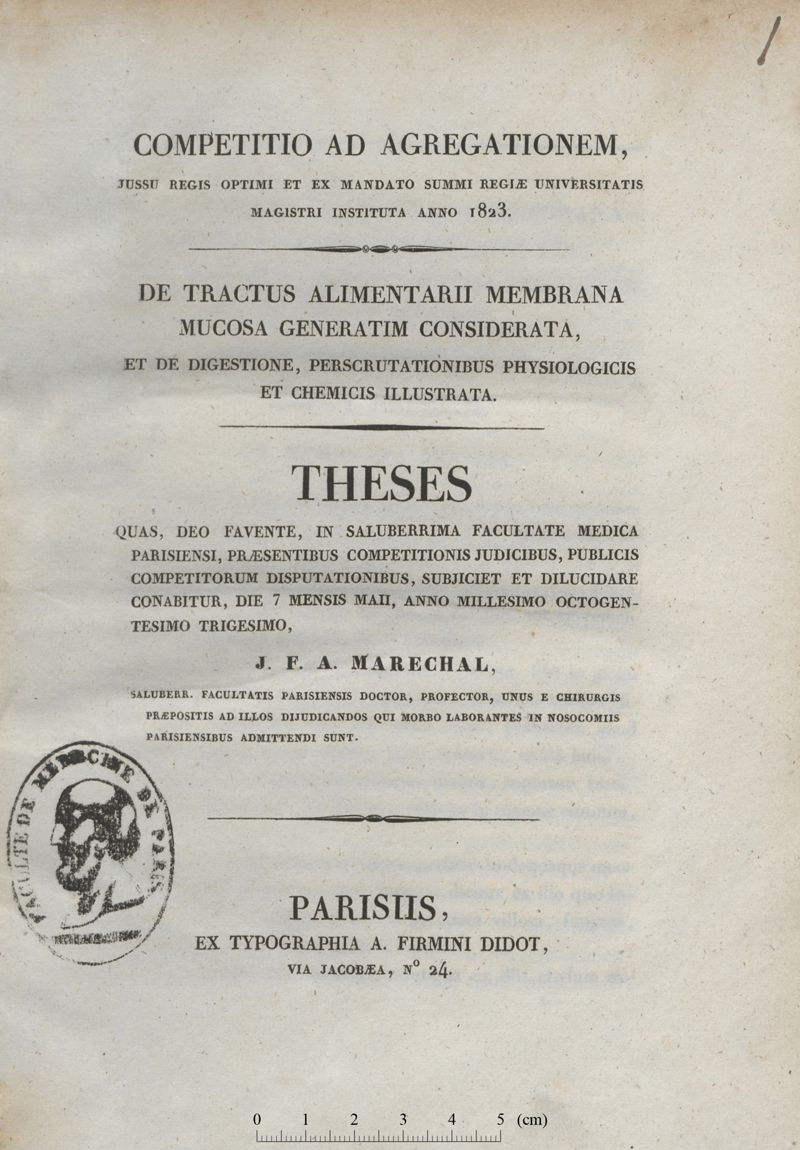 1
COMPETITIO AD AGREGATIONEM,
JUSSU REGIS OPTIMI ET EX MANDATO SUMMI REGIÆ UNIVERSITATIS
MAGISTRI INSTITUTA ANNO 1823.
DE TRACTUS ALIMENTARII MEMBRANA
MUCOSA GENERATIM CONSIDERATA,
ET DE DIGESTIONE, PERSCRUTATIONIBUS PHYSIOLOGICIS
ET CHEMICIS ILLUSTRATA.
THESES
QUAS, DEO FAVENTE, IN SALUBERRIMA FACULTATE MEDICA
PARISIENSI, PRÆSENTIBUS COMPETITIONIS JUDICIBUS, PUBLICIS
COMPETITORUM DISPUTATIONIBUS, SUBJICIET ET DILUCIDARE
CONABITUR, DIE 7 MENSIS MAII, ANNO MILLESIMO OCTOGEN-
TESIMO TRIGESIMO,
J. F. A. MARECHAL,
SALUBERR. FACULTATIS PARISIENSIS DOCTOR, PROFECTOR, UNUS E CHIRURGIS
PRÆPOSITIS AD ILLOS DIJUDICANDOS QUI MORBO LABORANTES IN NOSOCOMIIS
PARISIENSIBUS ADMITTENDI SUNT.
FACULTE DE MEDECINE DE PARIS
PARISIIS,
EX TYPOGRAPHIA A. FIRMINI DIDOT,
VIA JACOBÆA, Nº 24.
0 1 2 3 4 5 (cm)